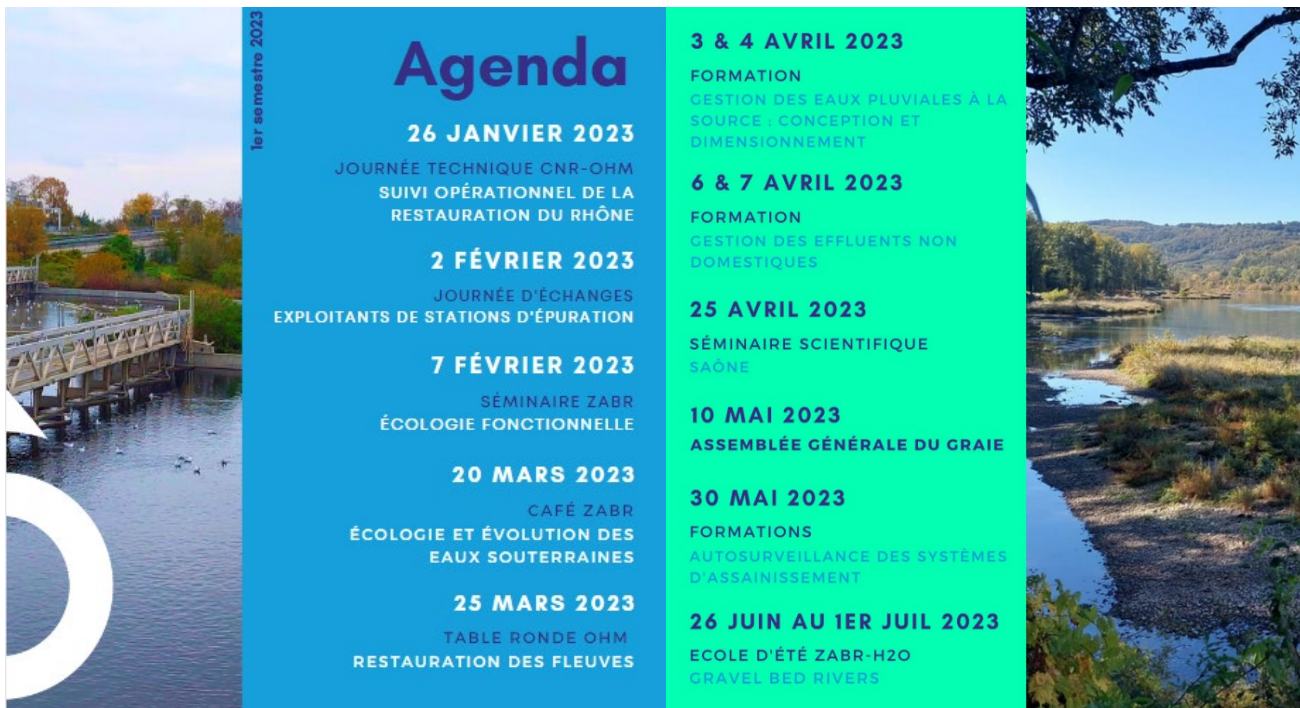 1er semestre 2023
Agenda
26 JANVIER 2023
JOURNÉE TECHNIQUE CNR-OHM
SUIVI OPÉRATIONNEL DE LA
RESTAURATION DU RHÔNE
2 FÉVRIER 2023
JOURNÉE D'ÉCHANGES
EXPLOITANTS DE STATIONS D'ÉPURATION
7 FÉVRIER 2023
SÉMINAIRE ZABR
ÉCOLOGIE FONCTIONNELLE
20 MARS 2023
CAFÉ ZABR
ÉCOLOGIE ET ÉVOLUTION DES
EAUX SOUTERRAINES
25 MARS 2023
TABLE RONDE OHM
RESTAURATION DES FLEUVES
3 & 4 AVRIL 2023
FORMATION
GESTION DES EAUX PLUVIALES À LA
SOURCE : CONCEPTION ET
DIMENSIONNEMENT
6 & 7 AVRIL 2023
FORMATION
GESTION DES EFFLUENTS NON
DOMESTIQUES
25 AVRIL 2023
SÉMINAIRE SCIENTIFIQUE
SAÔNE
10 MAI 2023
ASSEMBLÉE GÉNÉRALE DU GRAIE
30 MAI 2023
FORMATIONS
AUTOSURVEILLANCE DES SYSTÈMES
D'ASSAINISSEMENT
26 JUIN AU 1ER JUIL 2023
ECOLE D'ÉTÉ ZABR-H2O
GRAVEL BED RIVERS